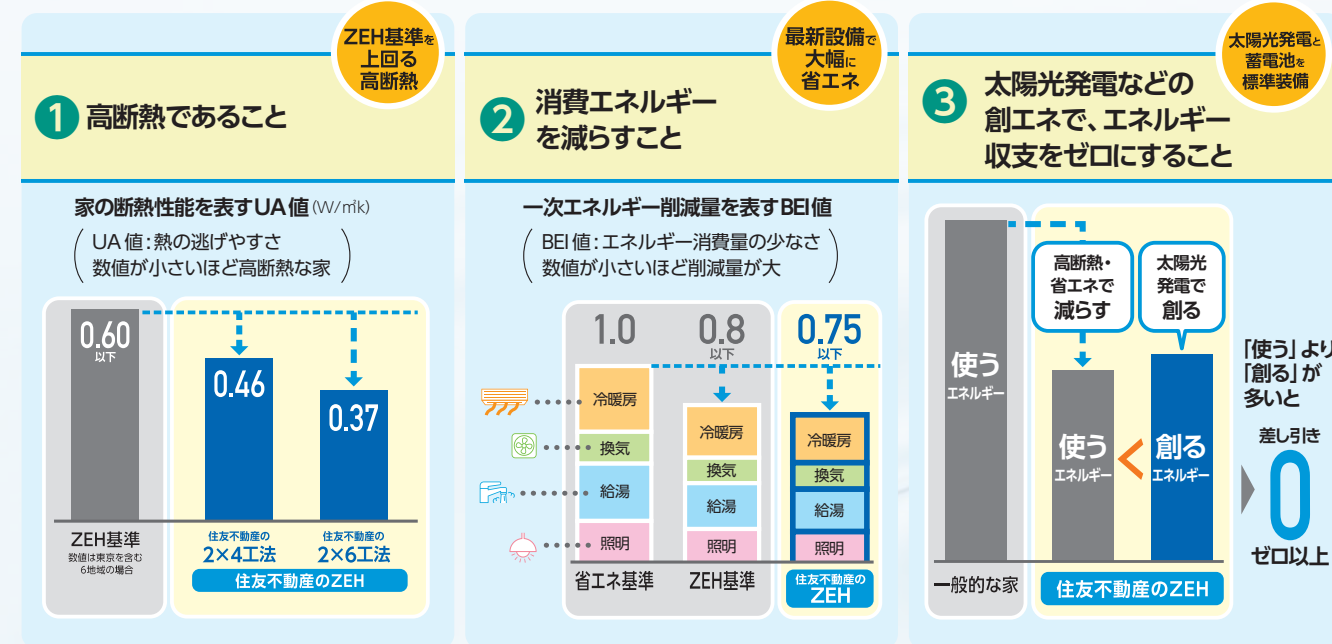 ZEH基準を
上回る
高断熱
1 高断熱であること
家の断熱性能を表すUA値(W/㎡k)
UA値:熱の逃げやすさ
数値が小さいほど高断熱な家
0.60
以下
0.46
0.37
ZEH基準
数値は東京を含む
6地域の場合
住友不動産の
2×4工法
住友不動産の
2×6工法
住友不動産のZEH
最新設備で
大幅に
省エネ
2 消費エネルギー
を減らすこと
一次エネルギー削減量を表すBEI値
BEI値:エネルギー消費量の少なさ
数値が小さいほど削減量が大
1.0
0.8
以下
0.75
以下
冷暖房
換気
給湯
照明
冷暖房
換気
給湯
照明
冷暖房
換気
給湯
照明
省エネ基準
ZEH基準
住友不動産の
ZEH
太陽光発電と
蓄電池を
標準装備
3 太陽光発電などの
創エネで、エネルギー
収支をゼロにすること
高断熱・
省エネで
減らす
太陽光
発電で
創る
使う
エネルギー
使う
エネルギー
<
創る
エネルギー
「使う」より
「創る」が
多いと
差し引き
0
ゼロ以上
一般的な家
住友不動産のZEH